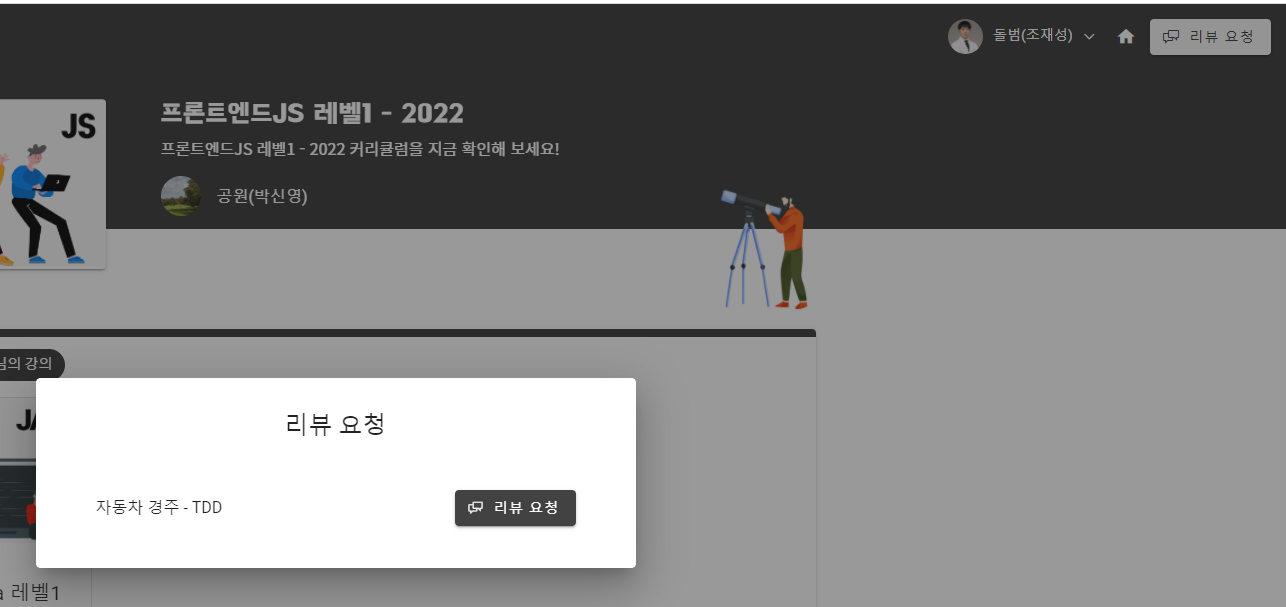 돌범(조재성)
리뷰 요청
JS
프론트엔드JS 레벨1 - 2022
프론트엔드JS 레벨1 - 2022 커리큘럼을 지금 확인해 보세요!
공원(박신영)
님의 강의
리뷰 요청
자동차 경주 - TDD
리뷰 요청
레벨1